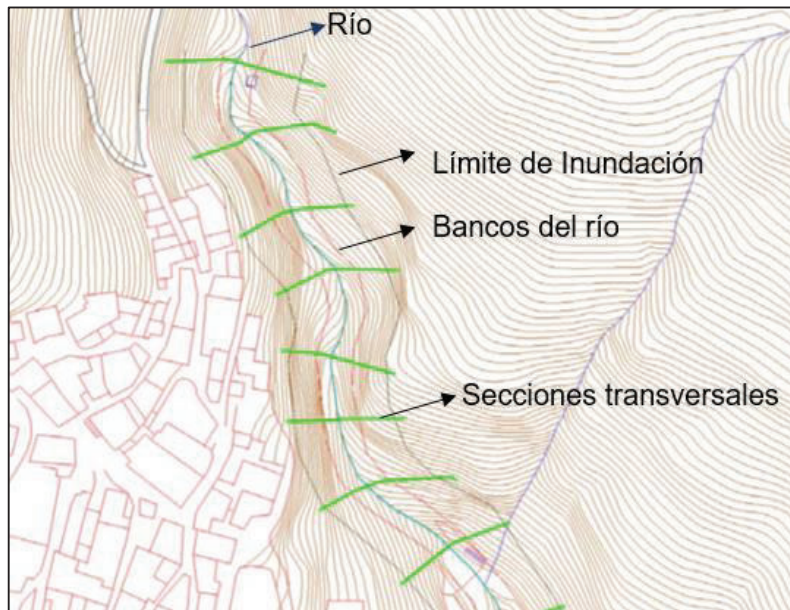 Río
Límite de Inundación
Bancos del río
Secciones transversales